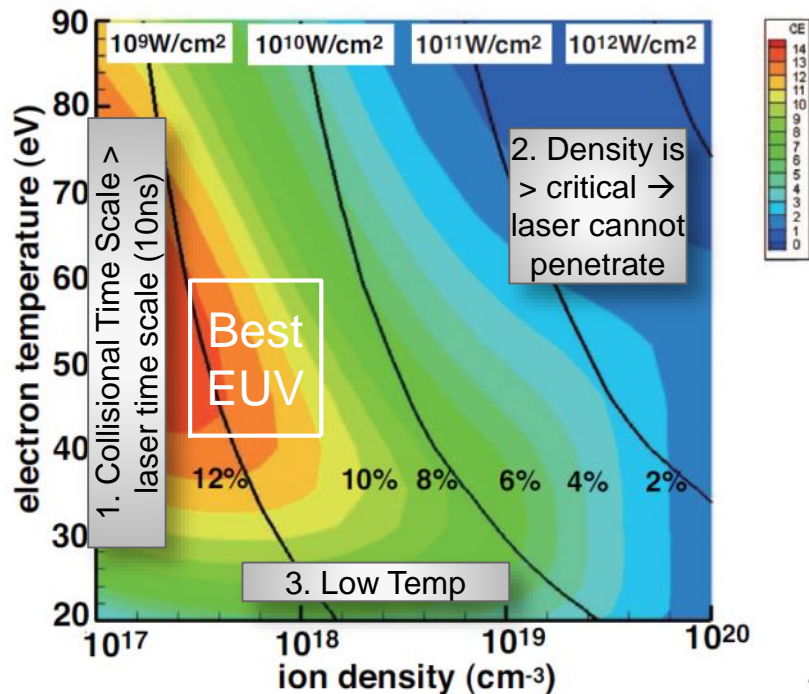 10⁹W/cm²
10¹⁰W/cm²
10¹¹W/cm²
10¹²W/cm²
CE
14
13
12
11
10
9
8
7
6
5
4
3
2
1
0
90
80
70
60
50
40
30
20
electron temperature (eV)
1. Collisional Time Scale >
laser time scale (10ns)
2. Density is
> critical →
laser cannot
penetrate
Best
EUV
12%
10%
8%
6%
4%
2%
3. Low Temp
10¹⁷
10¹⁸
10¹⁹
10²⁰
ion density (cm⁻³)